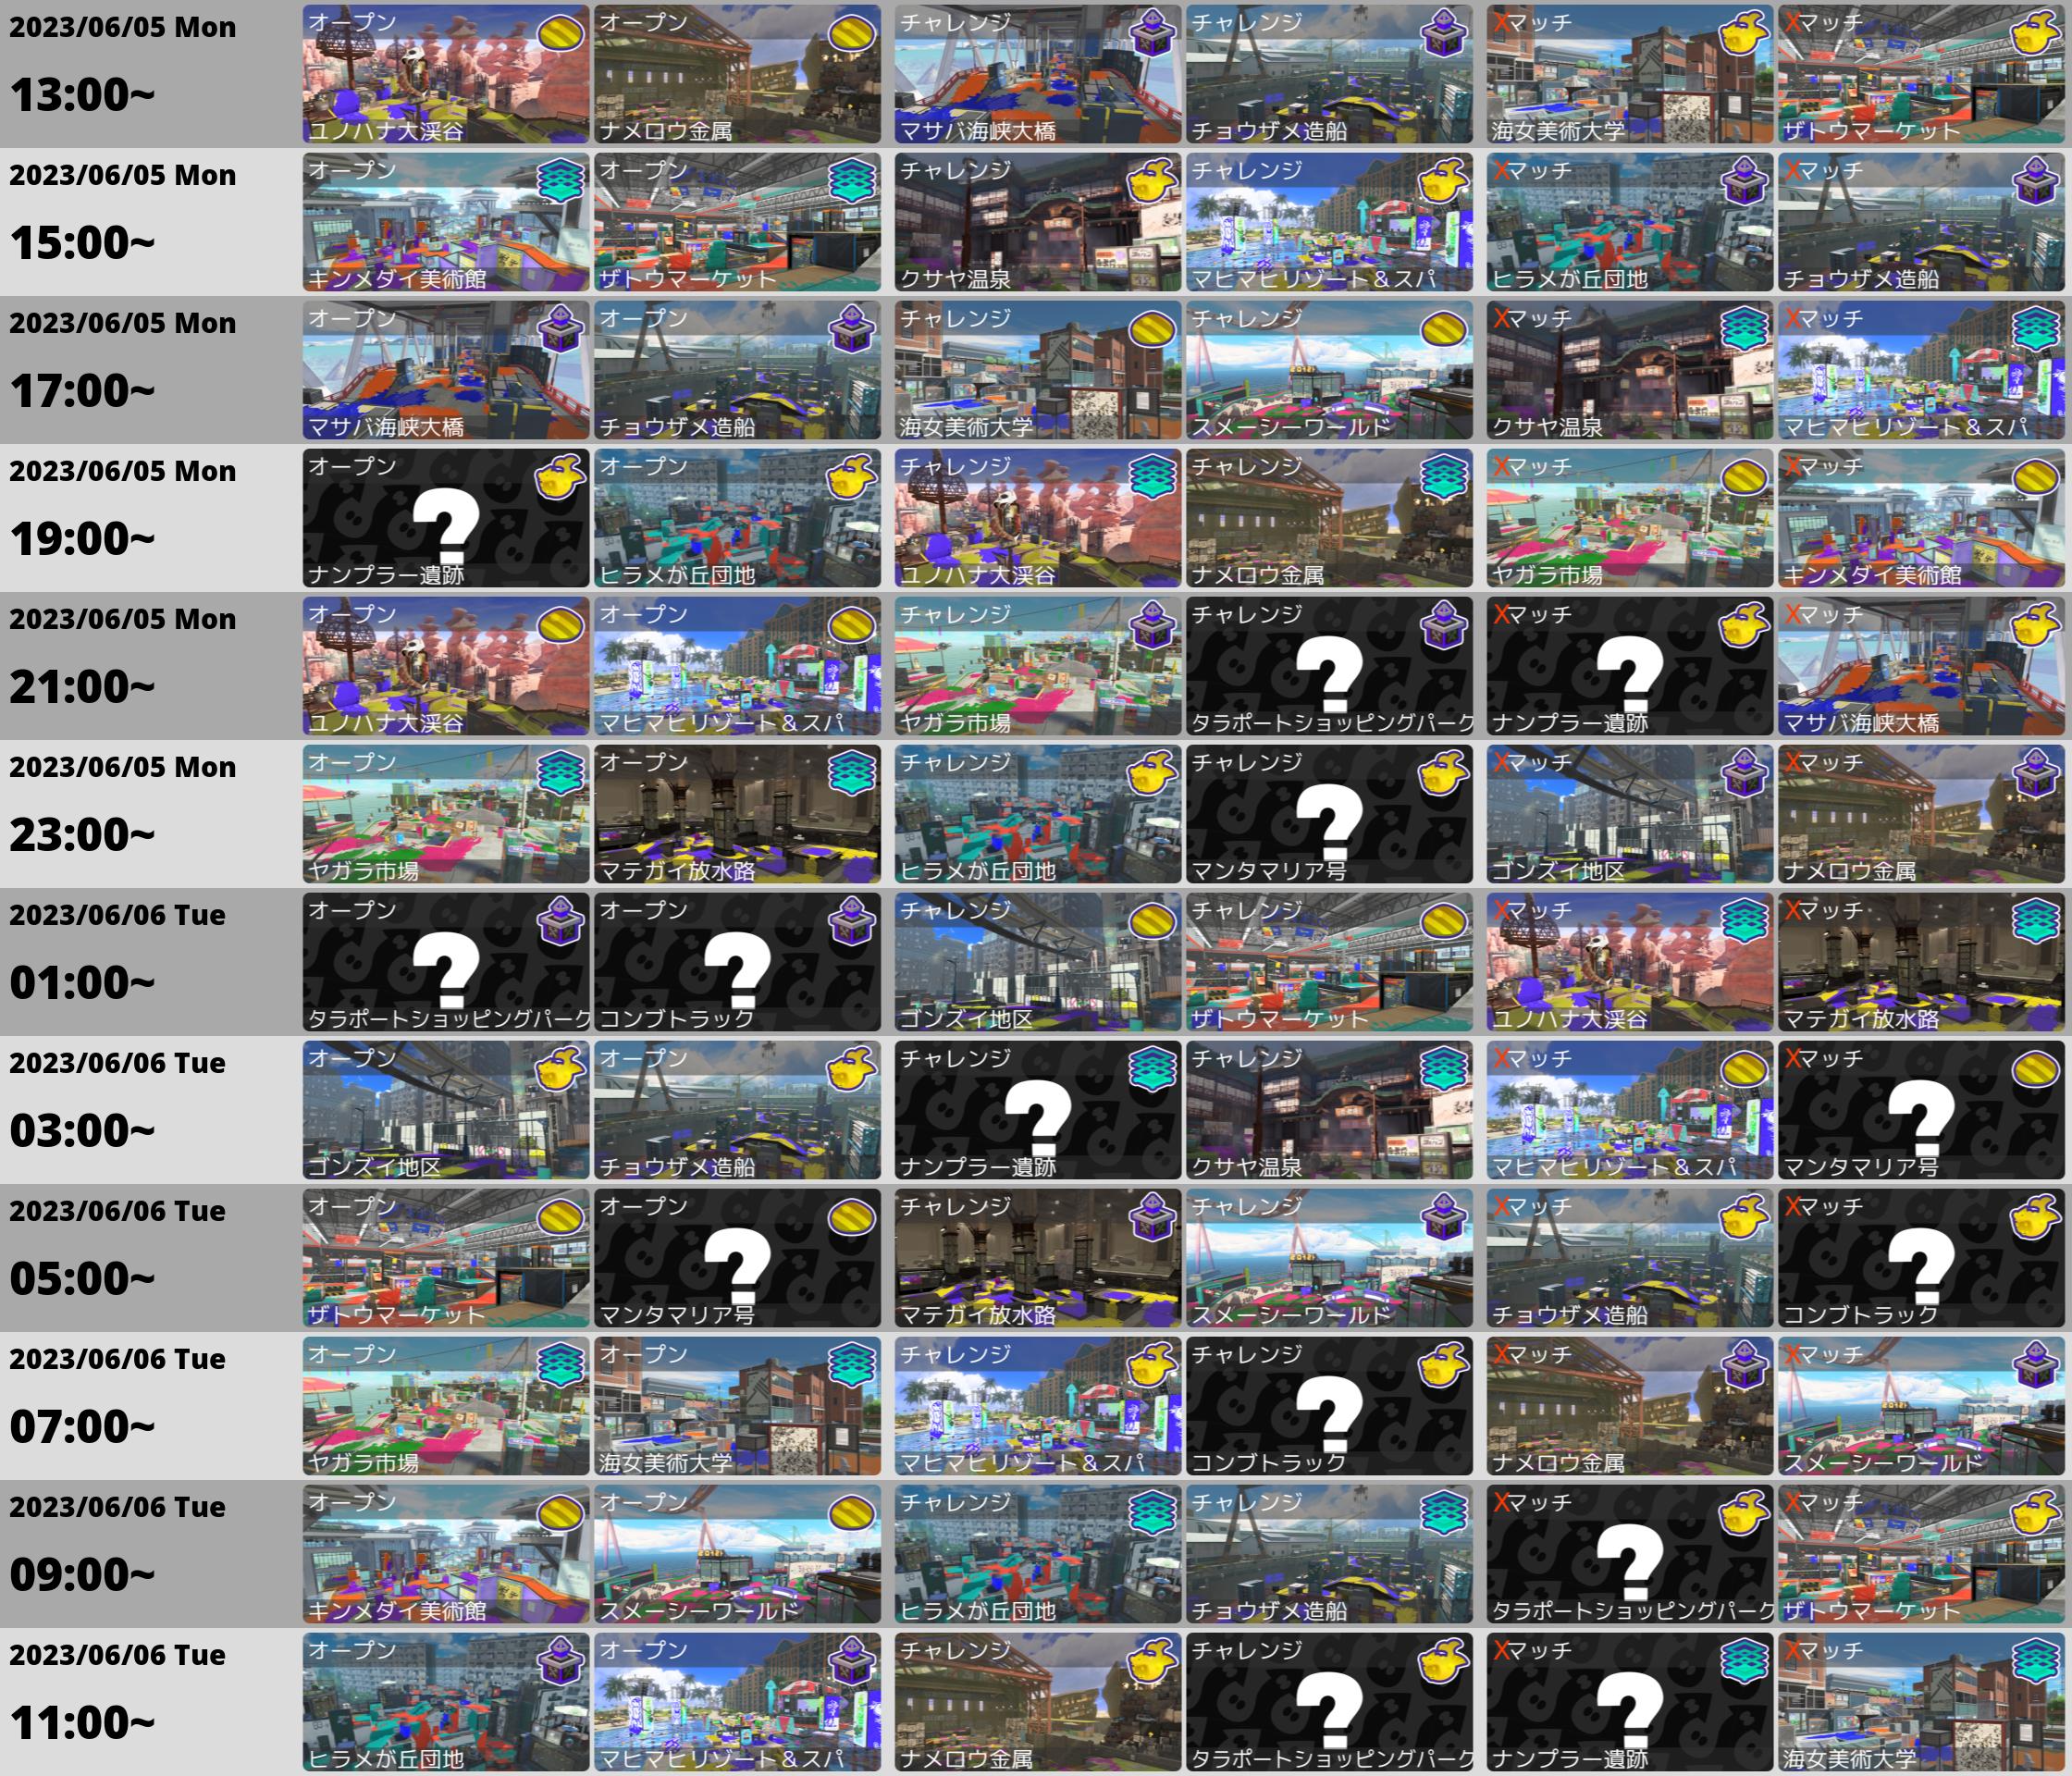 2023/06/05 Mon
13:00~
オープン オープン チャレンジ チャレンジ Xマッチ Xマッチ
ユノハナ大渓谷 ナメロウ金属 マサバ海峡大橋 チョウザメ造船 海女美術大学 ザトウマーケット
2023/06/05 Mon
15:00~
オープン オープン チャレンジ チャレンジ Xマッチ Xマッチ
キンメダイ美術館 ザトウマーケット クサヤ温泉 マヒマヒリゾート＆スパ ヒラメが丘団地 チョウザメ造船
2023/06/05 Mon
17:00~
オープン オープン チャレンジ チャレンジ Xマッチ Xマッチ
マサバ海峡大橋 チョウザメ造船 海女美術大学 スメーシーワールド クサヤ温泉 マヒマヒリゾート＆スパ
2023/06/05 Mon
19:00~
オープン オープン チャレンジ チャレンジ Xマッチ Xマッチ
? 
ナンプラー遺跡 ヒラメが丘団地 ユノハナ大渓谷 ナメロウ金属 ヤガラ市場 キンメダイ美術館
2023/06/05 Mon
21:00~
オープン オープン チャレンジ チャレンジ Xマッチ Xマッチ
? ?
ユノハナ大渓谷 マヒマヒリゾート＆スパ ヤガラ市場 タラポートショッピングパーク ナンプラー遺跡 マサバ海峡大橋
2023/06/05 Mon
23:00~
オープン オープン チャレンジ チャレンジ Xマッチ Xマッチ
?
ヤガラ市場 マテガイ放水路 ヒラメが丘団地 マンタマリア号 ゴンズイ地区 ナメロウ金属
2023/06/06 Tue
01:00~
オープン オープン チャレンジ チャレンジ Xマッチ Xマッチ
? ?
タラポートショッピングパーク コンブトラック ゴンズイ地区 ザトウマーケット ユノハナ大渓谷 マテガイ放水路
2023/06/06 Tue
03:00~
オープン オープン チャレンジ チャレンジ Xマッチ Xマッチ
? ?
ゴンズイ地区 チョウザメ造船 ナンプラー遺跡 クサヤ温泉 マヒマヒリゾート＆スパ マンタマリア号
2023/06/06 Tue
05:00~
オープン オープン チャレンジ チャレンジ Xマッチ Xマッチ
? ?
ザトウマーケット マンタマリア号 マテガイ放水路 スメーシーワールド チョウザメ造船 コンブトラック
2023/06/06 Tue
07:00~
オープン オープン チャレンジ チャレンジ Xマッチ Xマッチ
?
ヤガラ市場 海女美術大学 マヒマヒリゾート＆スパ コンブトラック ナメロウ金属 スメーシーワールド
2023/06/06 Tue
09:00~
オープン オープン チャレンジ チャレンジ Xマッチ Xマッチ
?
キンメダイ美術館 スメーシーワールド ヒラメが丘団地 チョウザメ造船 タラポートショッピングパーク ザトウマーケット
2023/06/06 Tue
11:00~
オープン オープン チャレンジ チャレンジ Xマッチ Xマッチ
? ?
ヒラメが丘団地 マヒマヒリゾート＆スパ ナメロウ金属 タラポートショッピングパーク ナンプラー遺跡 海女美術大学